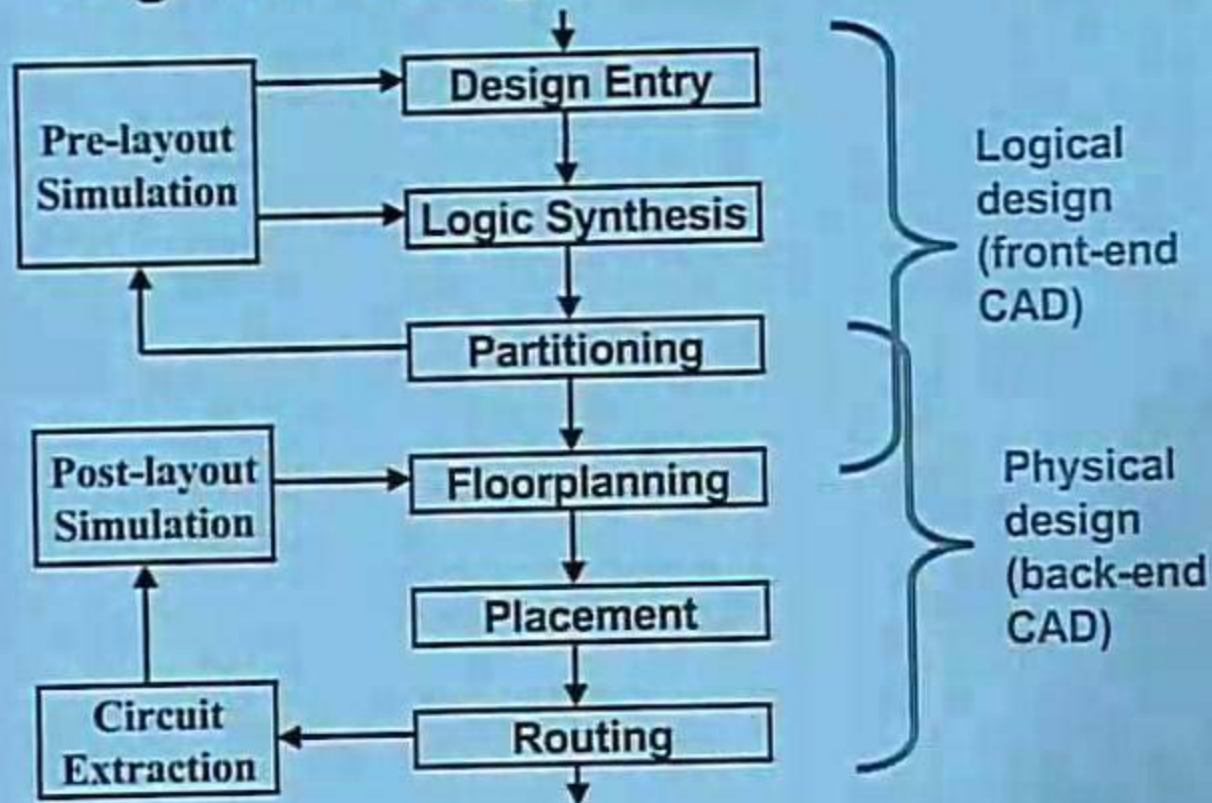 Design Entry
Pre-layout
Simulation
Logic Synthesis
Partitioning
Logical
design
(front-end
CAD)
Post-layout
Simulation
Floorplanning
Placement
Circuit
Extraction
Routing
Physical
design
(back-end
CAD)